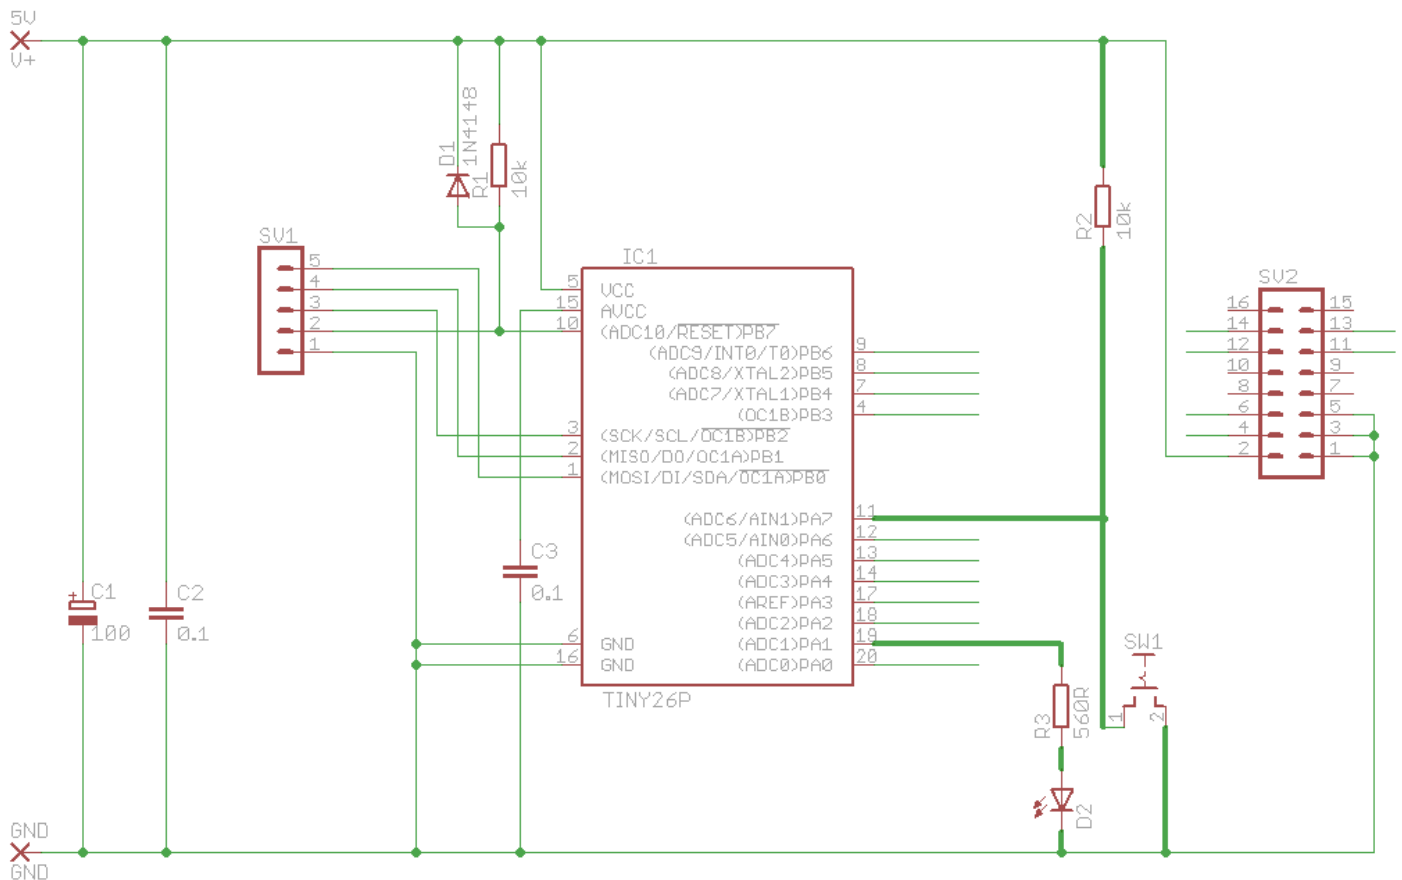 5V
V+
D1
1N4148
R1
10k
R2
10k
SV1
5
4
3
2
1
IC1
5 VCC
15 AVCC
10 (ADC10/RESET)PB7
(ADC9/INT0/T0)PB6 9
(ADC8/XTAL2)PB5 8
(ADC7/XTAL1)PB4 7
(OC1B)PB3 4
3 (SCK/SCL/OC1B)PB2
2 (MISO/DO/OC1A)PB1
1 (MOSI/DI/SDA/OC1A)PB0
(ADC6/AIN1)PA7 11
(ADC5/AIN0)PA6 12
(ADC4)PA5 13
(ADC3)PA4 14
(AREF)PA3 17
(ADC2)PA2 18
6 GND (ADC1)PA1 19
16 GND (ADC0)PA0 20
TINY26P
SV2
16 15
14 13
12 11
10 9
8 7
6 5
4 3
2 1
C1
+
100
C2
0.1
C3
0.1
SW1
1
2
R3
560R
D2
GND
GND